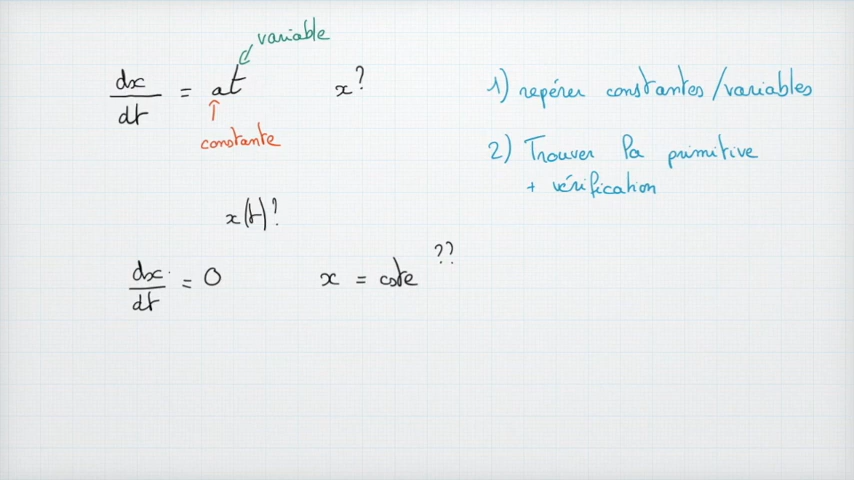 variable
dx/dt = at
x?
constante
1) repérer constantes/variables
2) Trouver la primitive
+ vérification
x(t)?
dx/dt = 0
x = cste ??